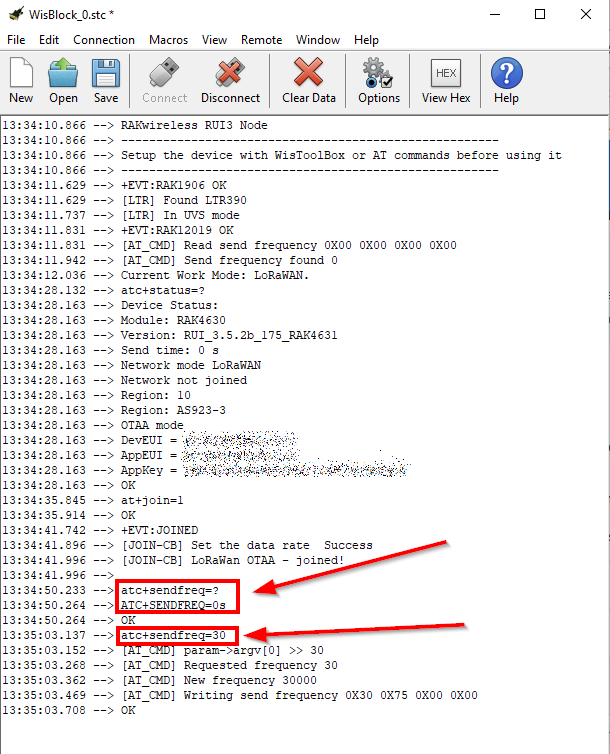 WisBlock_0.stc *
File Edit Connection Macros View Remote Window Help
New Open Save Connect Disconnect Clear Data Options HEX View Hex ? Help
13:34:10.866 --> RAKwireless RUI3 Node
13:34:10.866 --> ------------------------------------------------------
13:34:10.866 --> Setup the device with WisToolBox or AT commands before using it
13:34:10.866 --> ------------------------------------------------------
13:34:11.629 --> +EVT:RAK1906 OK
13:34:11.629 --> [LTR] Found LTR390
13:34:11.737 --> [LTR] In UVS mode
13:34:11.831 --> +EVT:RAK12019 OK
13:34:11.831 --> [AT_CMD] Read send frequency 0X00 0X00 0X00 0X00
13:34:11.942 --> [AT_CMD] Send frequency found 0
13:34:12.036 --> Current Work Mode: LoRaWAN.
13:34:28.132 --> atc+status=?
13:34:28.163 --> Device Status:
13:34:28.163 --> Module: RAK4630
13:34:28.163 --> Version: RUI_3.5.2b_175_RAK4631
13:34:28.163 --> Send time: 0 s
13:34:28.163 --> Network mode LoRaWAN
13:34:28.163 --> Network not joined
13:34:28.163 --> Region: 10
13:34:28.163 --> Region: AS923-3
13:34:28.163 --> OTAA mode
13:34:28.163 --> DevEUI =
13:34:28.163 --> AppEUI =
13:34:28.163 --> AppKey =
13:34:28.163 --> OK
13:34:35.845 --> at+join=1
13:34:35.914 --> OK
13:34:41.742 --> +EVT:JOINED
13:34:41.896 --> [JOIN-CB] Set the data rate  Success
13:34:41.996 --> [JOIN-CB] LoRaWan OTAA - joined!
13:34:41.996 -->
13:34:50.233 --> atc+sendfreq=?
13:34:50.264 --> ATC+SENDFREQ=0s
13:34:50.264 --> OK
13:35:03.137 --> atc+sendfreq=30
13:35:03.152 --> [AT_CMD] param->argv[0] >> 30
13:35:03.268 --> [AT_CMD] Requested frequency 30
13:35:03.362 --> [AT_CMD] New frequency 30000
13:35:03.469 --> [AT_CMD] Writing send frequency 0X30 0X75 0X00 0X00
13:35:03.708 --> OK